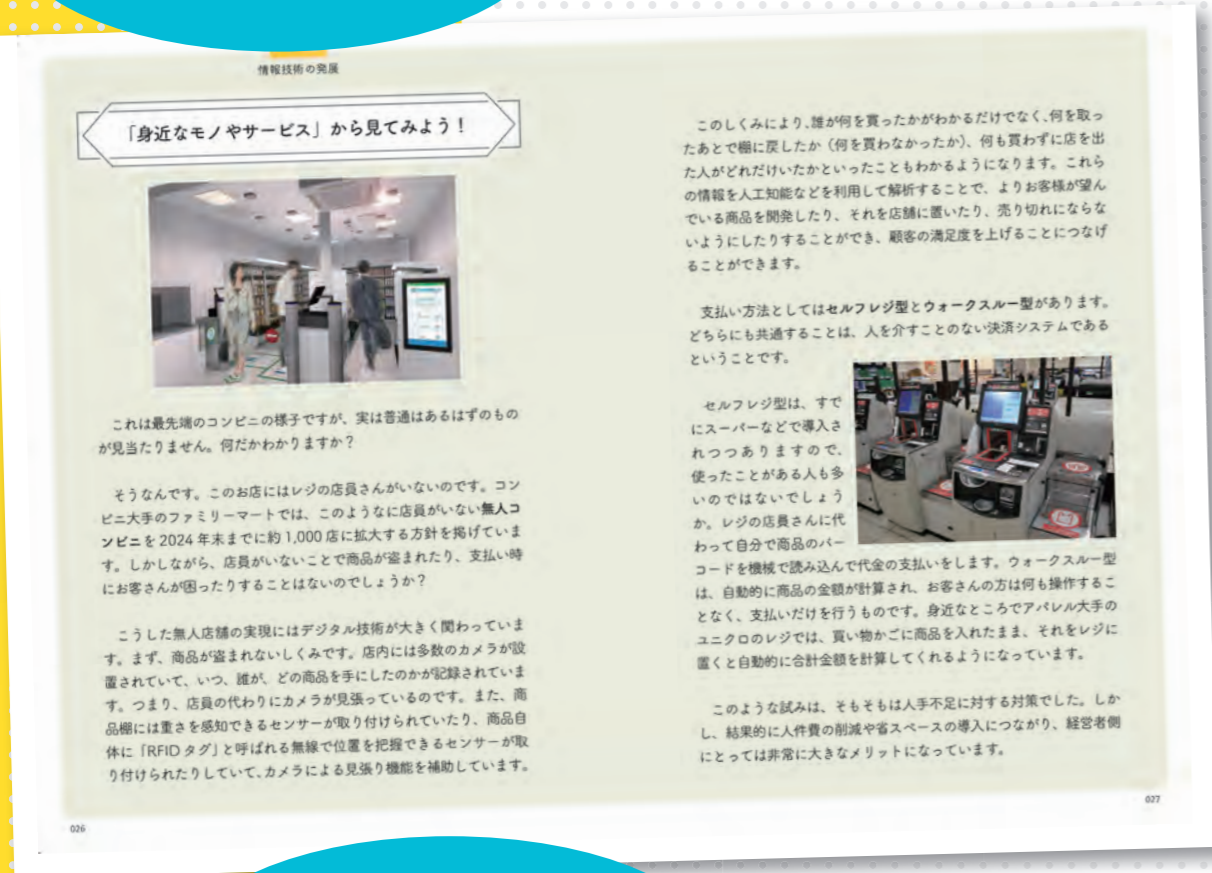 情報技術の発展
「身近なモノやサービス」から見てみよう！
これは最先端のコンビニの様子ですが、実は普通はあるはずのもの
が見当たりません。何だかわかりますか？
そうなんです。このお店にはレジの店員さんがいないのです。コン
ビニ大手のファミリーマートでは、このように店員がいない無人コ
ンビニを2024年末までに約1,000店に拡大する方針を掲げていま
す。しかしながら、店員がいないことで商品が盗まれたり、支払い時
にお客さんが困ったりすることはないのでしょうか？
こうした無人店舗の実現にはデジタル技術が大きく関わっていま
す。まず、商品が盗まれないしくみです。店内には多数のカメラが設
置されていて、いつ、誰が、どの商品を手にしたのかが記録されていま
す。つまり、店員の代わりにカメラが見張っているのです。また、商
品棚には重さを感知できるセンサーが取り付けられていたり、商品自
体に「RFIDタグ」と呼ばれる無線で位置を把握できるセンサーが取
り付けられたりしていて、カメラによる見張り機能を補助しています。
026
このしくみにより、誰が何を買ったかがわかるだけでなく、何を取っ
たあとで棚に戻したか（何を買わなかったか）、何も買わずに店を出
た人がどれだけいたかといったこともわかるようになります。これら
の情報を人工知能などを利用して解析することで、よりお客様が望ん
でいる商品を開発したり、それを店舗に置いたり、売り切れにならな
いようにしたりすることができ、顧客の満足度を上げることにつなげ
ることができます。
支払い方法としてはセルフレジ型とウォークスルー型があります。
どちらにも共通することは、人を介すことのない決済システムである
ということです。
セルフレジ型は、すで
にスーパーなどで導入さ
れつつありますので、
使ったことがある人も多
いのではないでしょう
か。レジの店員さんに代
わって自分で商品のバー
コードを機械で読み込んで代金の支払いをします。ウォークスルー型
は、自動的に商品の金額が計算され、お客さんの方は何も操作するこ
となく、支払いだけを行うものです。身近なところでアパレル大手の
ユニクロのレジでは、買い物かごに商品を入れたまま、それをレジに
置くと自動的に合計金額を計算してくれるようになっています。
このような試みは、そもそもは人手不足に対する対策でした。しか
し、結果的に人件費の削減や省スペースの導入につながり、経営者側
にとっては非常に大きなメリットになっています。
027